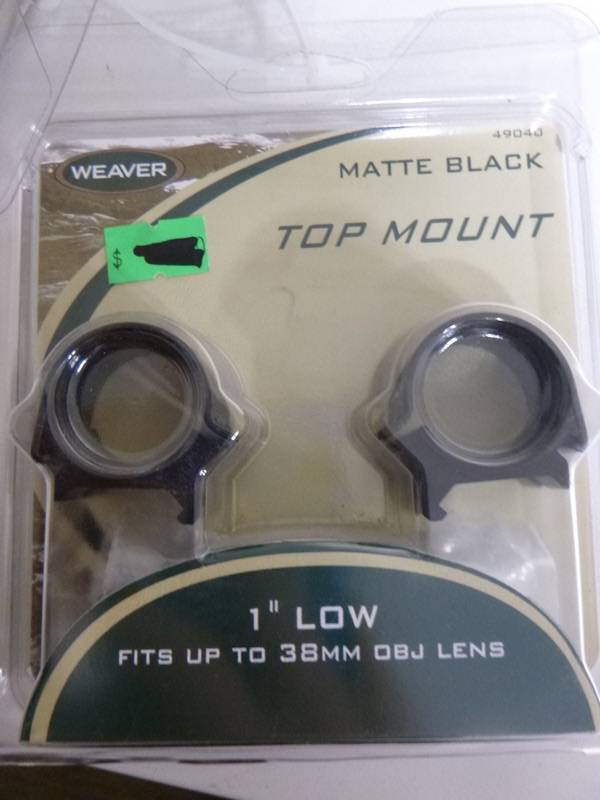 49040
WEAVER
MATTE BLACK
TOP MOUNT
$
1" LOW
FITS UP TO 38MM OBJ LENS